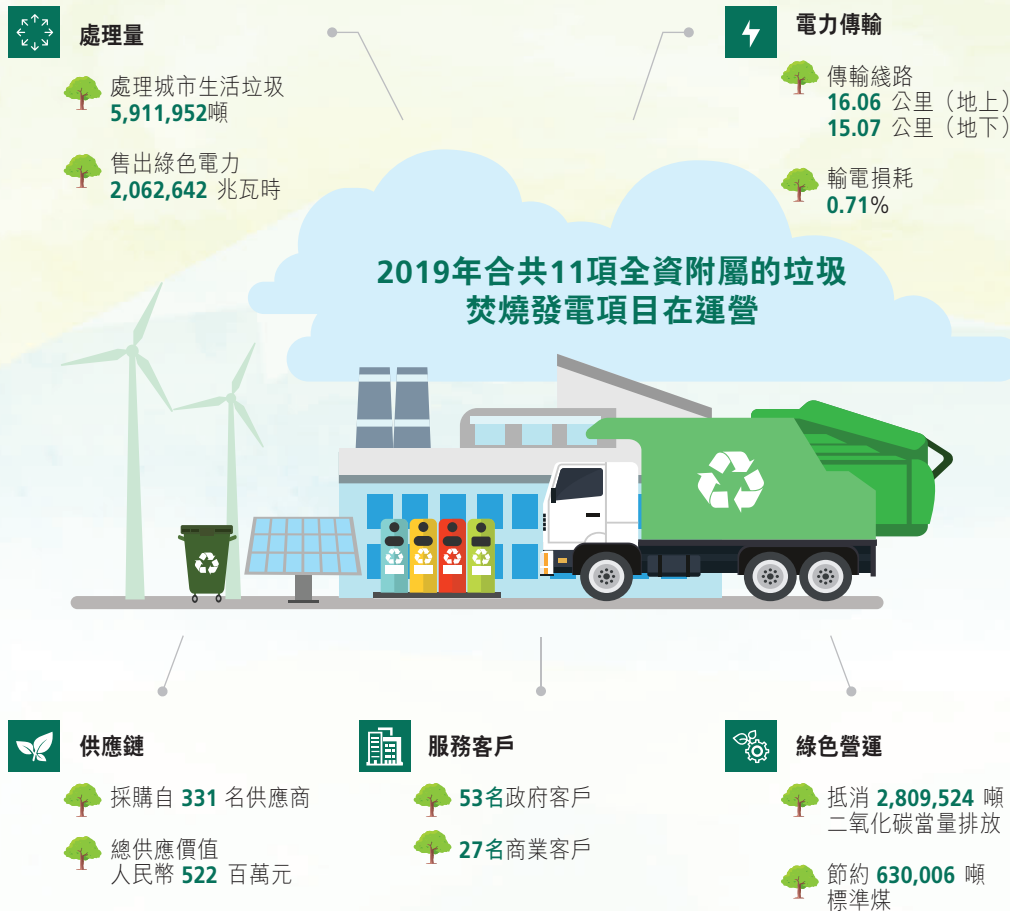 處理量
處理城市生活垃圾
5,911,952噸
售出綠色電力
2,062,642 兆瓦時
電力傳輸
傳輸綫路
16.06 公里（地上）
15.07 公里（地下）
輸電損耗
0.71%
2019年合共11項全資附屬的垃圾
焚燒發電項目在運營
供應鏈
採購自 331 名供應商
總供應價值
人民幣 522 百萬元
服務客戶
53名政府客戶
27名商業客戶
綠色營運
抵消 2,809,524 噸
二氧化碳當量排放
節約 630,006 噸
標準煤